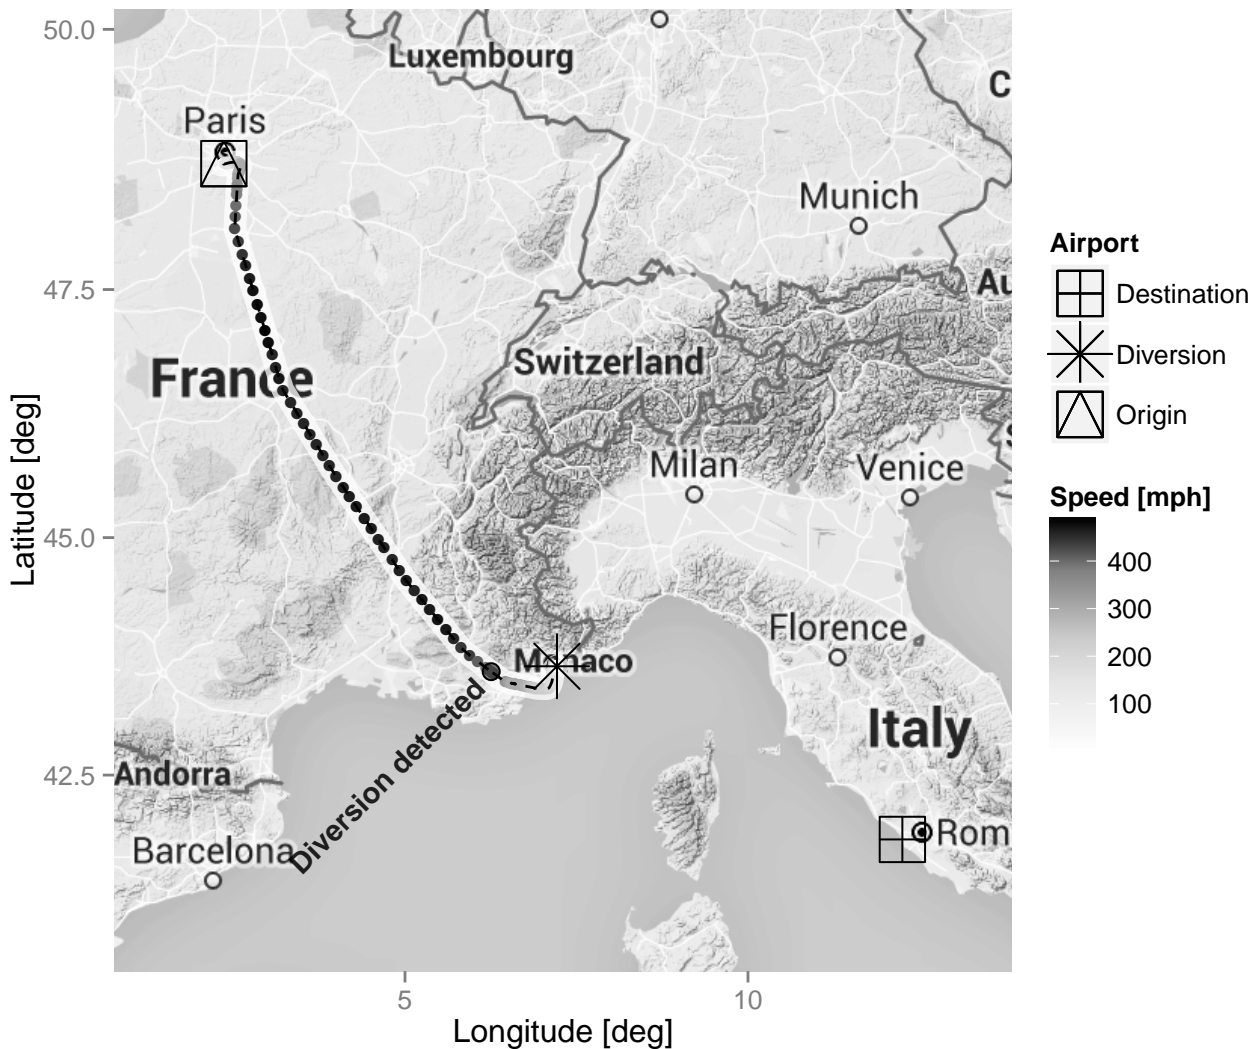 50.0
47.5
45.0
42.5
Latitude [deg]
5
10
Longitude [deg]
Luxembourg
C
Paris
Munich
Au
Switzerland
France
Milan
Venice
S
Florence
Monaco
Diversion detected
Italy
Andorra
Barcelona
Rom
Airport
Destination
Diversion
Origin
Speed [mph]
400
300
200
100